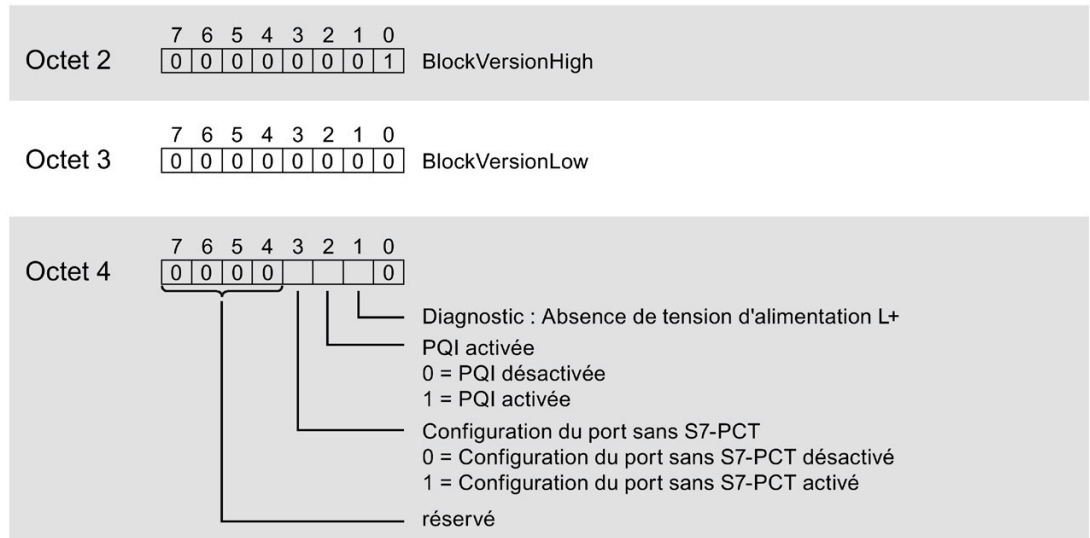 7 6 5 4 3 2 1 0
Octet 2 0 0 0 0 0 0 0 1 BlockVersionHigh
7 6 5 4 3 2 1 0
Octet 3 0 0 0 0 0 0 0 0 BlockVersionLow
7 6 5 4 3 2 1 0
Octet 4 0 0 0 0 0
Diagnostic : Absence de tension d'alimentation L+
PQI activée
0 = PQI désactivée
1 = PQI activée
Configuration du port sans S7-PCT
0 = Configuration du port sans S7-PCT désactivé
1 = Configuration du port sans S7-PCT activé
réservé